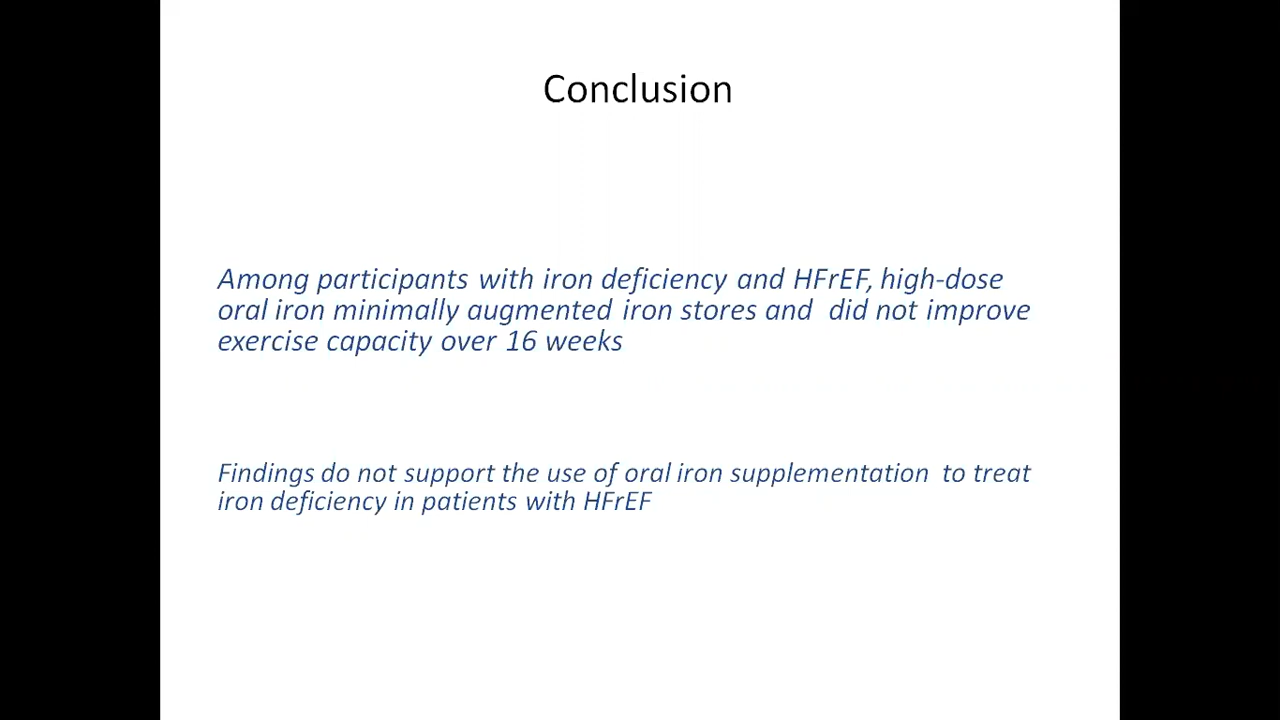 Conclusion
Among participants with iron deficiency and HFrEF, high-dose
oral iron minimally augmented iron stores and did not improve
exercise capacity over 16 weeks
Findings do not support the use of oral iron supplementation to treat
iron deficiency in patients with HFrEF